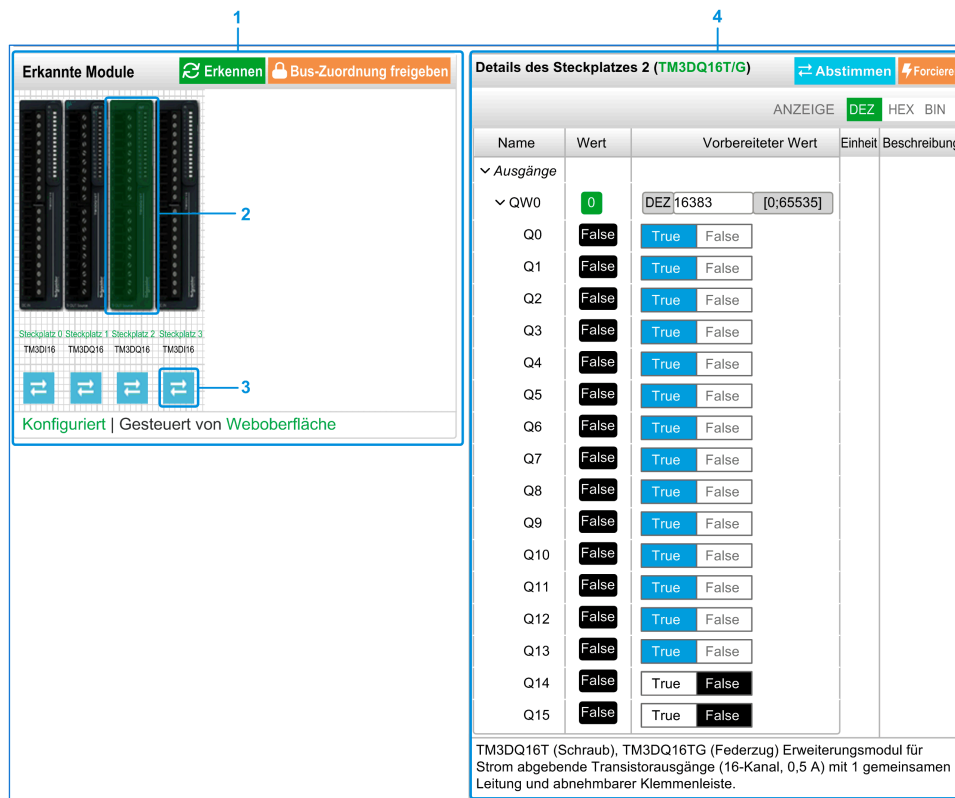 1
4
Erkannte Module
Erkennen
Bus-Zuordnung freigeben
2
Steckplatz 0 Steckplatz 1 Steckplatz 2 Steckplatz 3
TM3DI16 TM3DQ16 TM3DQ16 TM3DI16
3
Konfiguriert | Gesteuert von Weboberfläche
Details des Steckplatzes 2 (TM3DQ16T/G)
Abstimmen
Forciere
ANZEIGE DEZ HEX BIN
Name Wert Vorbereiteter Wert Einheit Beschreibung
Ausgänge
QW0 0 DEZ 16383 [0;65535]
Q0 False True False
Q1 False True False
Q2 False True False
Q3 False True False
Q4 False True False
Q5 False True False
Q6 False True False
Q7 False True False
Q8 False True False
Q9 False True False
Q10 False True False
Q11 False True False
Q12 False True False
Q13 False True False
Q14 False True False
Q15 False True False
TM3DQ16T (Schraub), TM3DQ16TG (Federzug) Erweiterungsmodul für
Strom abgebende Transistorausgänge (16-Kanal, 0,5 A) mit 1 gemeinsamen
Leitung und abnehmbarer Klemmenleiste.